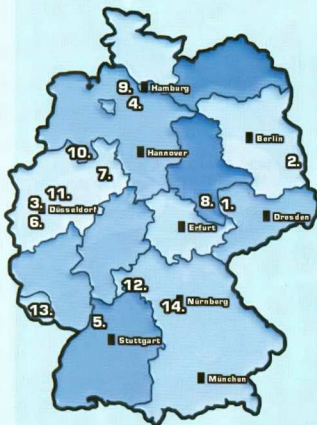 9.
Hamburg
4.
Berlin
10.
Hannover
2.
7.
11.
3.
Düsseldorf
8.
1.
6.
Erfurt
Dresden
12.
13.
14.
Nürnberg
5.
Stuttgart
München